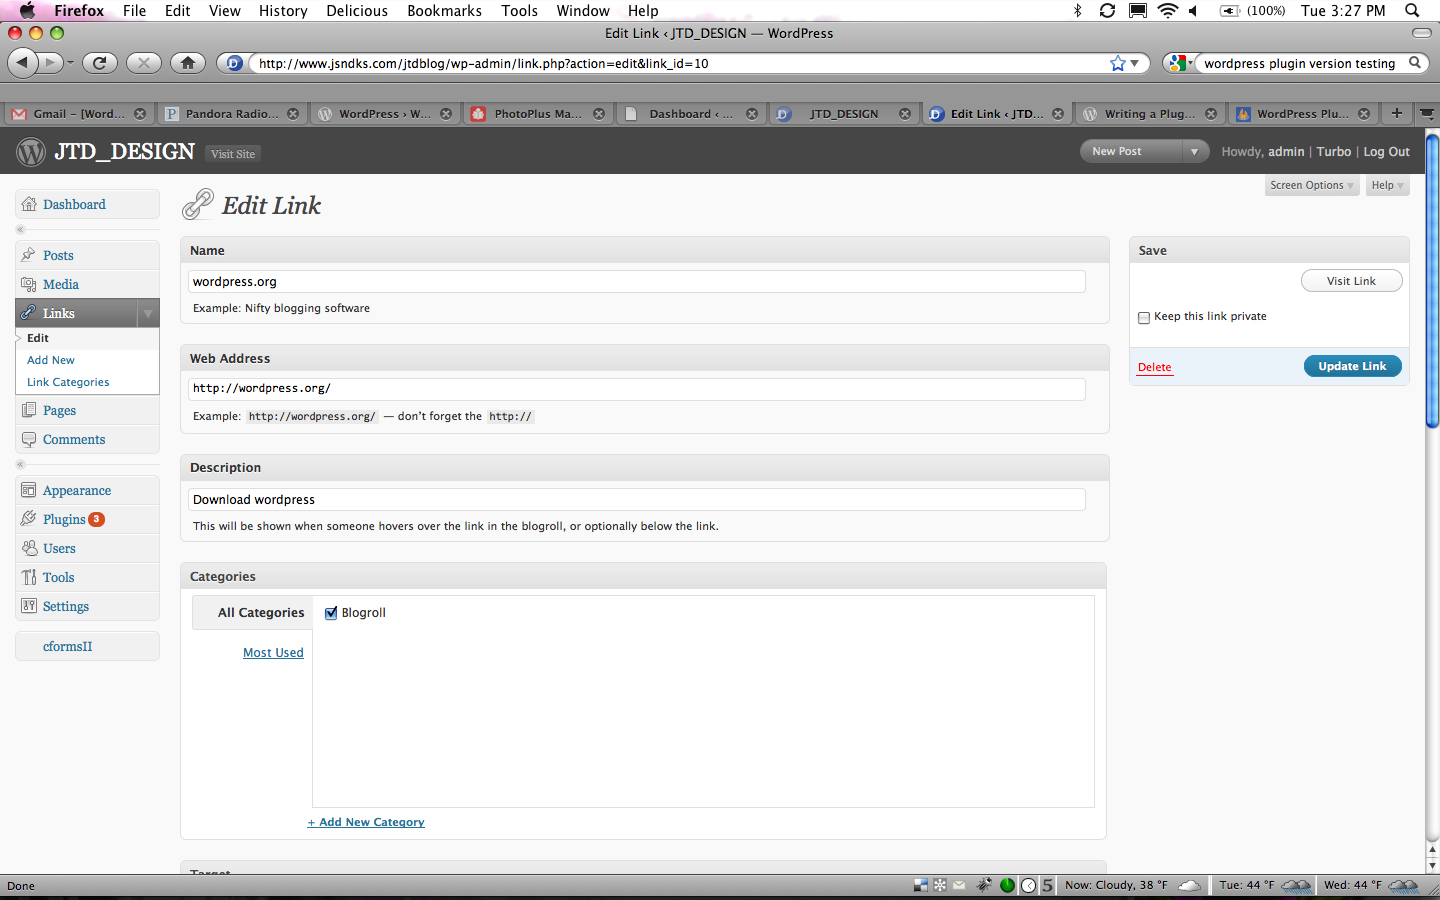 Firefox File Edit View History Delicious Bookmarks Tools Window Help (100%) Tue 3:27 PM
Edit Link ‹ JTD_DESIGN — WordPress
http://www.jsndks.com/jtdblog/wp-admin/link.php?action=edit&link_id=10 wordpress plugin version testing
Gmail – [Word... Pandora Radio... WordPress › W... PhotoPlus Ma... Dashboard ‹ ... JTD_DESIGN Edit Link ‹ JTD... Writing a Plug... WordPress Plu...
JTD_DESIGN Visit Site New Post Howdy, admin | Turbo | Log Out
Screen Options Help
Dashboard
Posts
Media
Links
Edit
Add New
Link Categories
Pages
Comments
Appearance
Plugins 3
Users
Tools
Settings
cformsII
Edit Link
Name
wordpress.org
Example: Nifty blogging software
Web Address
http://wordpress.org/
Example: http://wordpress.org/ — don’t forget the http://
Description
Download wordpress
This will be shown when someone hovers over the link in the blogroll, or optionally below the link.
Categories
All Categories
Most Used
Blogroll
+ Add New Category
Target
Save
Visit Link
Keep this link private
Delete Update Link
Done 5 Now: Cloudy, 38 °F Tue: 44 °F Wed: 44 °F